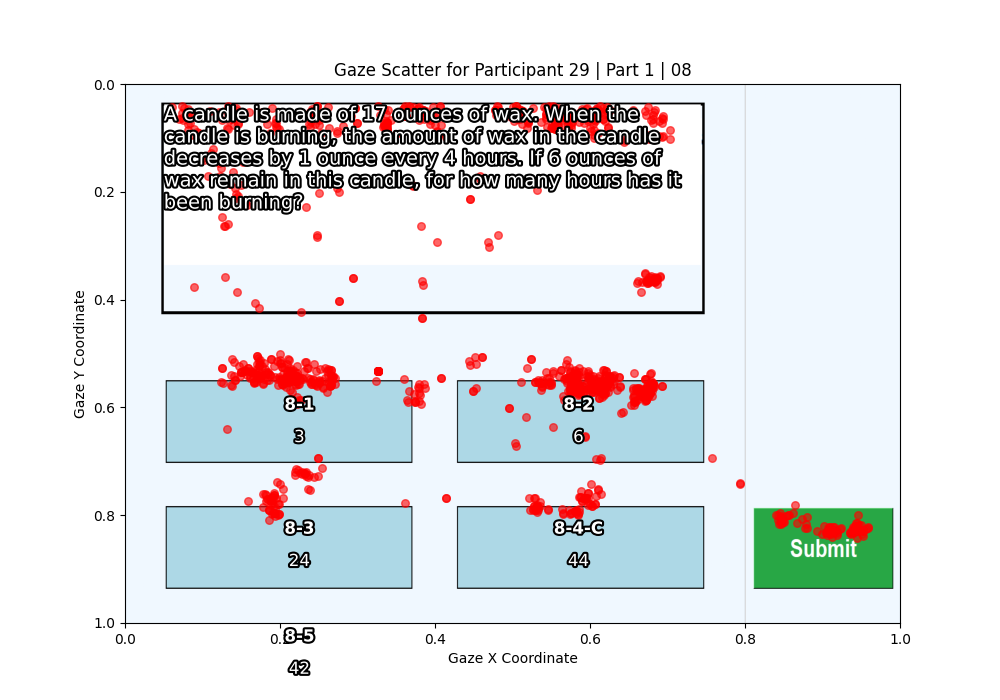 Gaze Scatter for Participant 29 | Part 1 | 08
A candle is made of 17 ounces of wax. When the
candle is burning, the amount of wax in the candle
decreases by 1 ounce every 4 hours. If 6 ounces of
wax remain in this candle, for how many hours has it
been burning?
8-1
3
8-2
6
8-3
24
8-4-C
44
Submit
8-5
42
0.0
0.2
0.4
0.6
0.8
1.0
Gaze Y Coordinate
0.0
0.2
0.4
0.6
0.8
1.0
Gaze X Coordinate